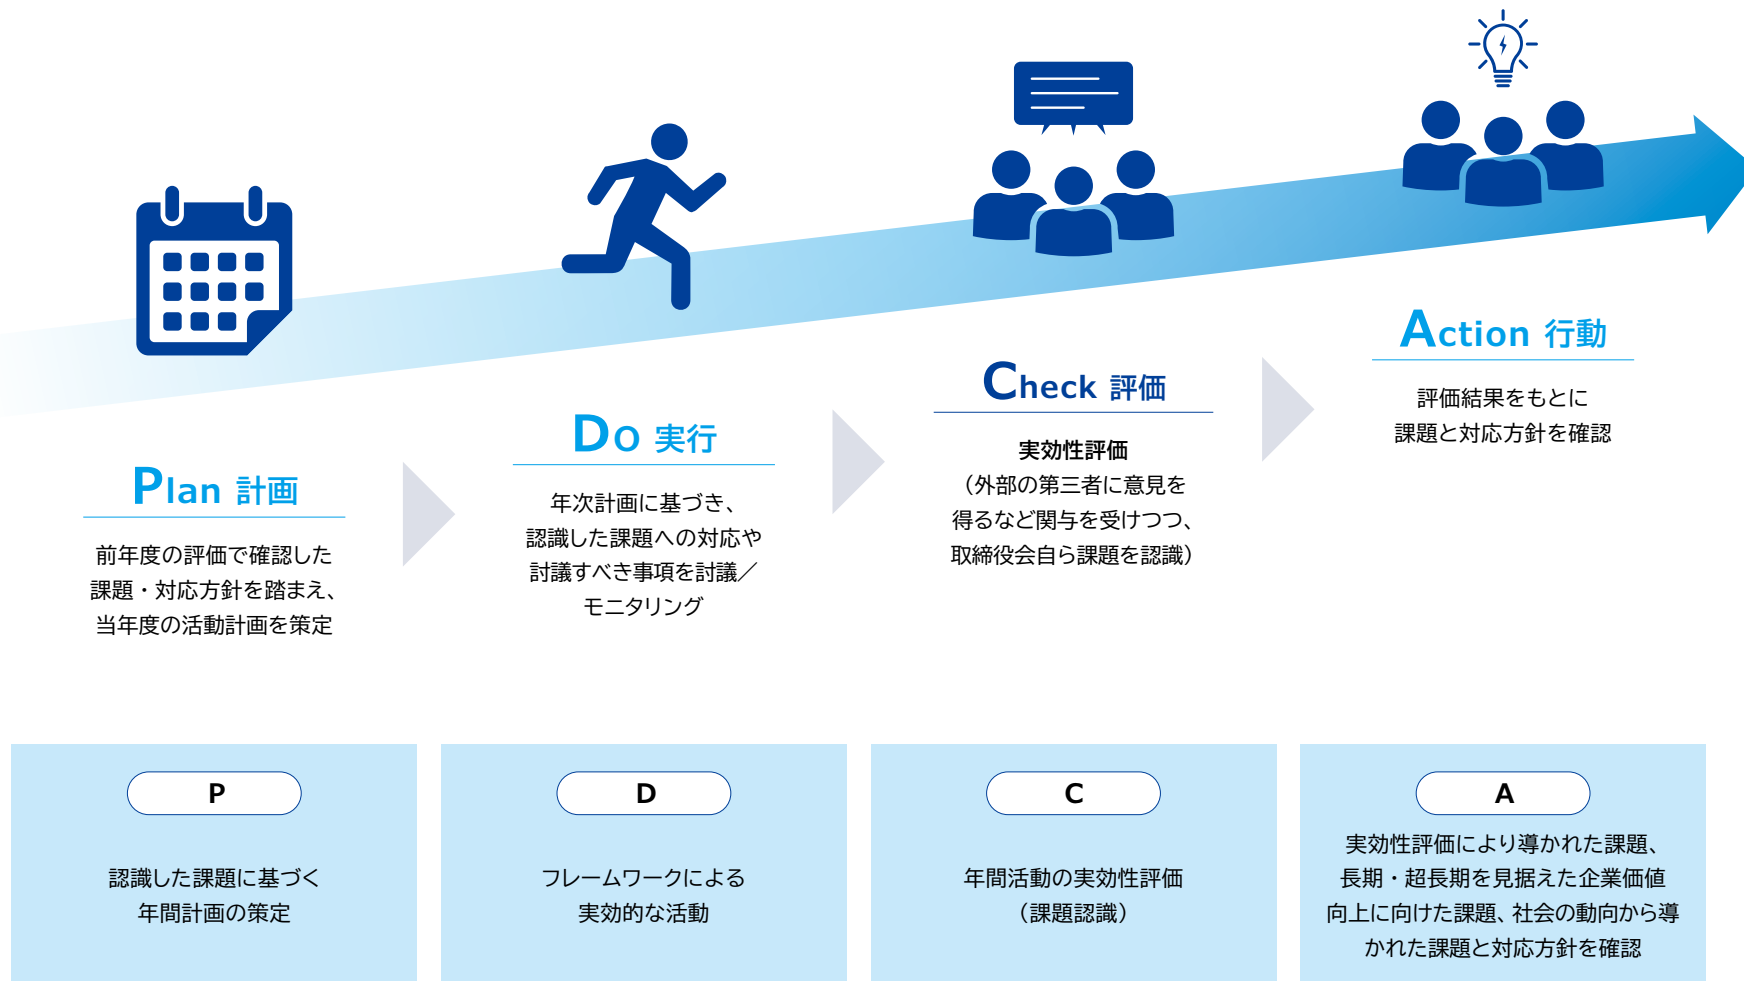 Plan 計画
前年度の評価で確認した
課題・対応方針を踏まえ、
当年度の活動計画を策定
Do 実行
年次計画に基づき、
認識した課題への対応や
討議すべき事項を討議／
モニタリング
Check 評価
実効性評価
（外部の第三者に意見を
得るなど関与を受けつつ、
取締役会自ら課題を認識）
Action 行動
評価結果をもとに
課題と対応方針を確認
P
認識した課題に基づく
年間計画の策定
D
フレームワークによる
実効的な活動
C
年間活動の実効性評価
（課題認識）
A
実効性評価により導かれた課題、
長期・超長期を見据えた企業価値
向上に向けた課題、社会の動向から導
かれた課題と対応方針を確認